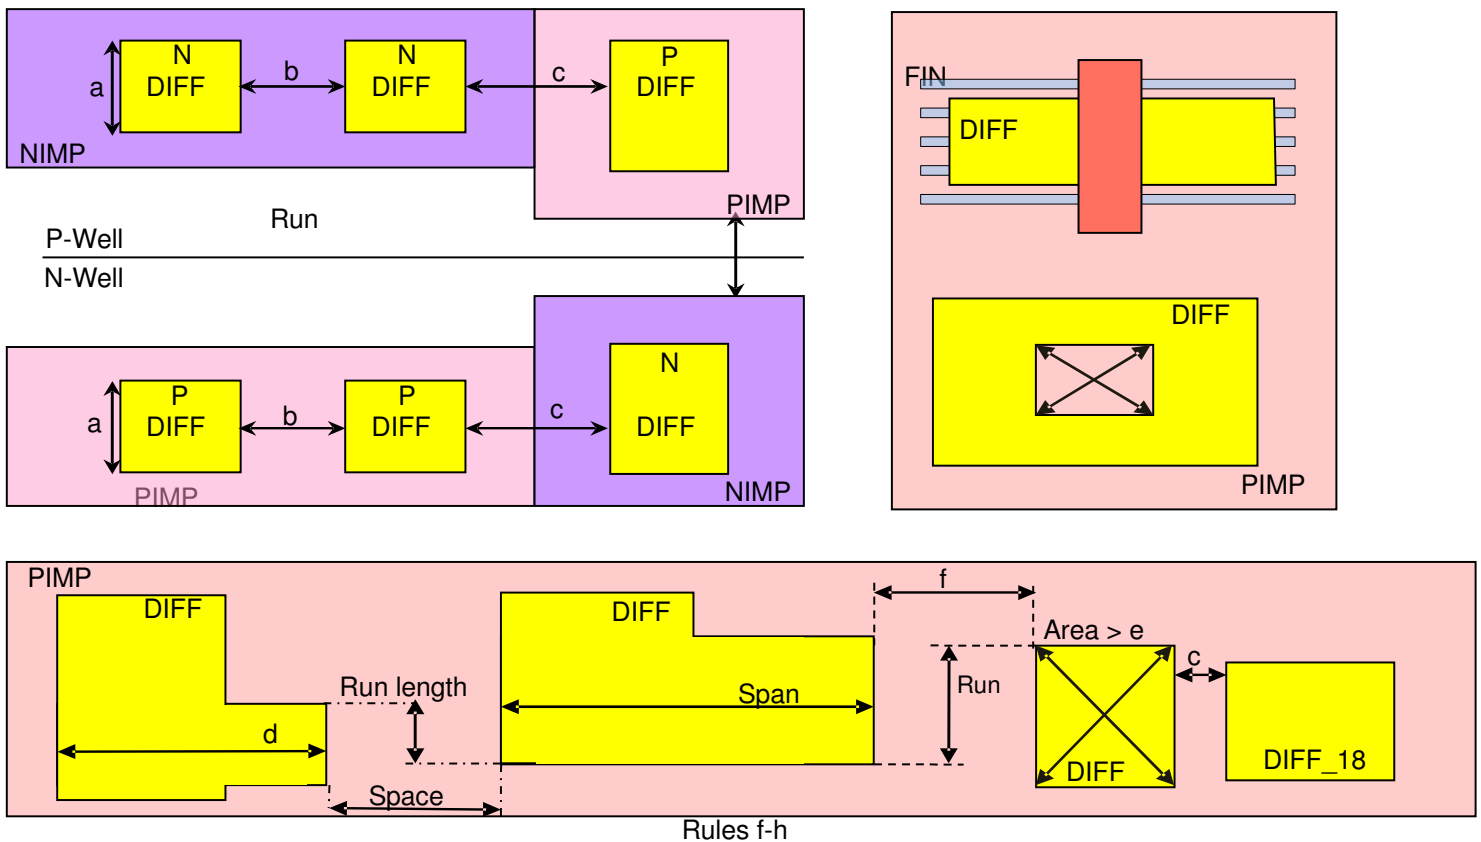 N
DIFF
a
b
N
DIFF
c
P
DIFF
NIMP
PIMP
Run
P-Well
N-Well
P
DIFF
a
b
P
DIFF
c
N
DIFF
PIMP
NIMP
FIN
DIFF
DIFF
PIMP
PIMP
DIFF
d
Run length
Space
DIFF
Span
f
Run
Area > e
DIFF
c
DIFF_18
Rules f-h